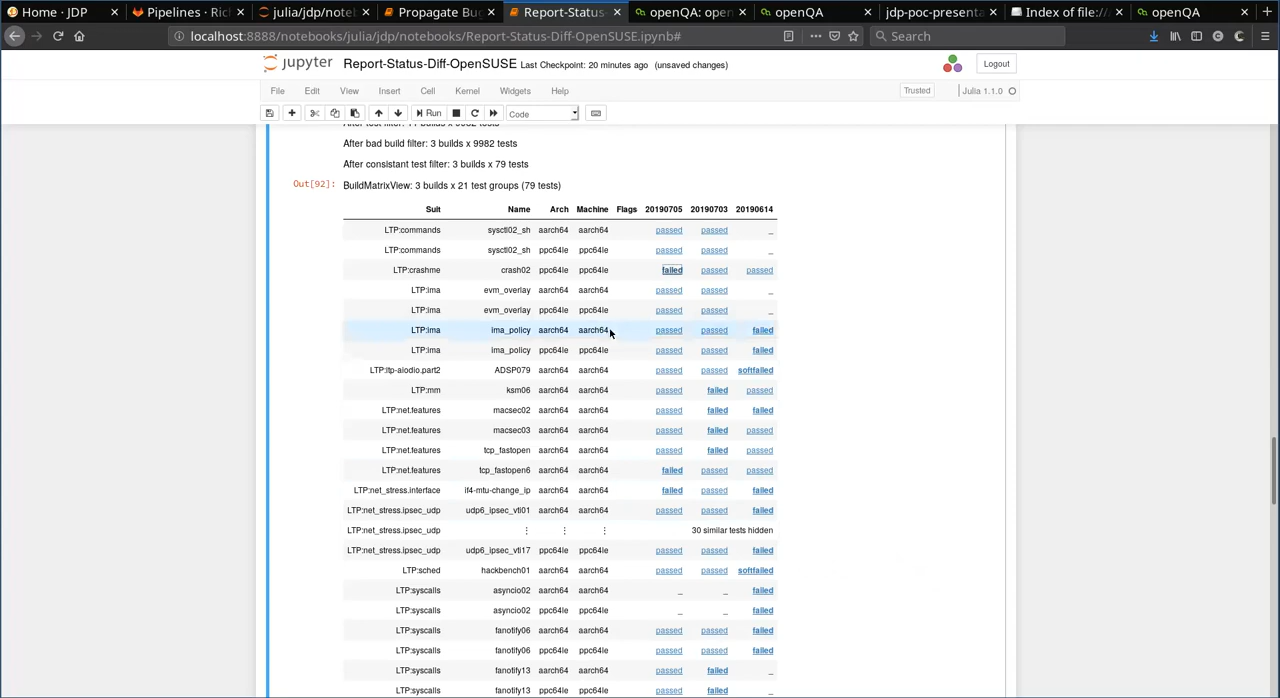 Home · JDP
Pipelines · Ric
julia/jdp/note
Propagate Bu
Report-Status-
openQA: open
openQA
jdp-poc-present
Index of file://
openQA
localhost:8888/notebooks/julia/jdp/notebooks/Report-Status-Diff-OpenSUSE.ipynb#
Search
jupyter Report-Status-Diff-OpenSUSE Last Checkpoint: 20 minutes ago (unsaved changes)
Logout
File Edit View Insert Cell Kernel Widgets Help
Trusted
Julia 1.1.0
Run
Code
After bad build filter: 3 builds x 9982 tests
After consistant test filter: 3 builds x 79 tests
Out[92]: BuildMatrixView: 3 builds x 21 test groups (79 tests)
Suit Name Arch Machine Flags 20190705 20190703 20190614
LTP:commands sysctl02_sh aarch64 aarch64 passed passed _
LTP:commands sysctl02_sh ppc64le ppc64le passed passed _
LTP:crashme crash02 ppc64le ppc64le failed passed passed
LTP:ima evm_overlay aarch64 aarch64 passed passed _
LTP:ima evm_overlay ppc64le ppc64le passed passed _
LTP:ima ima_policy aarch64 aarch64 passed passed failed
LTP:ima ima_policy ppc64le ppc64le passed passed failed
LTP:ltp-aiodio.part2 ADSP079 aarch64 aarch64 passed passed softfailed
LTP:mm ksm06 aarch64 aarch64 passed failed passed
LTP:net.features macsec02 aarch64 aarch64 passed failed failed
LTP:net.features macsec03 aarch64 aarch64 passed failed passed
LTP:net.features tcp_fastopen aarch64 aarch64 passed failed passed
LTP:net.features tcp_fastopen6 aarch64 aarch64 failed passed passed
LTP:net_stress.interface if4-mtu-change_ip aarch64 aarch64 failed passed failed
LTP:net_stress.ipsec_udp udp6_ipsec_vti01 aarch64 aarch64 passed passed failed
LTP:net_stress.ipsec_udp ⋮ ⋮ ⋮ 30 similar tests hidden
LTP:net_stress.ipsec_udp udp6_ipsec_vti17 ppc64le ppc64le passed passed failed
LTP:sched hackbench01 aarch64 aarch64 passed passed softfailed
LTP:syscalls asyncio02 aarch64 aarch64 _ _ failed
LTP:syscalls asyncio02 ppc64le ppc64le _ _ failed
LTP:syscalls fanotify06 aarch64 aarch64 passed passed failed
LTP:syscalls fanotify06 ppc64le ppc64le passed passed failed
LTP:syscalls fanotify13 aarch64 aarch64 passed failed _
LTP:syscalls fanotify13 ppc64le ppc64le passed failed _